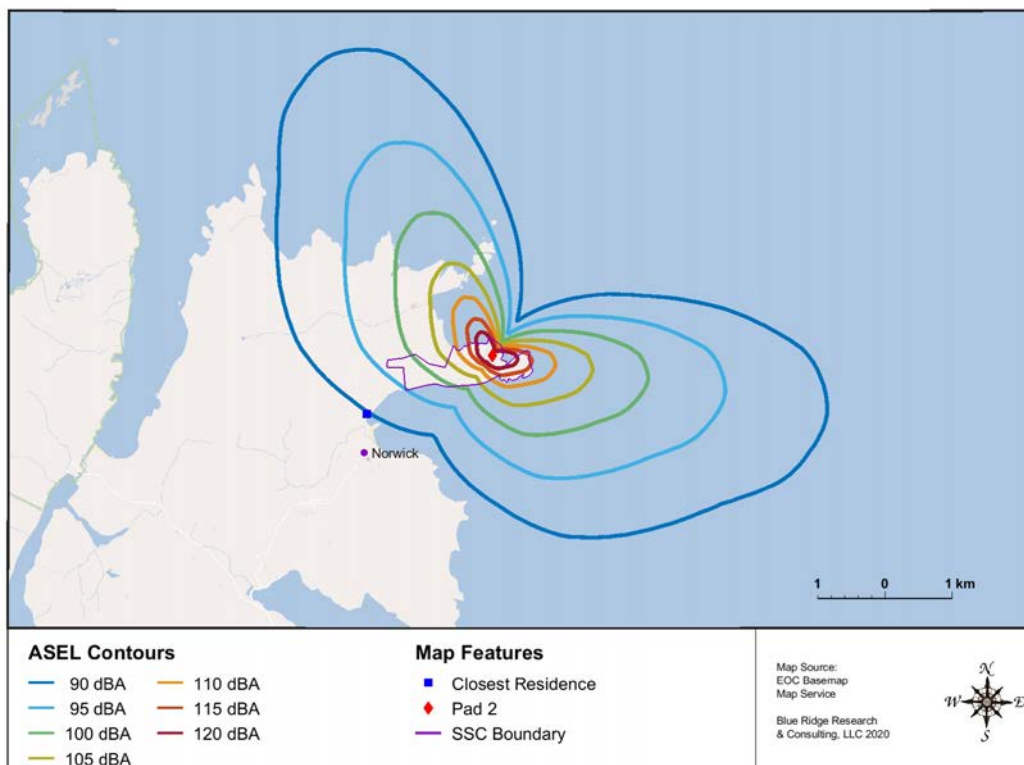 Norwick
1 0 1 km
ASEL Contours
90 dBA
95 dBA
100 dBA
105 dBA
110 dBA
115 dBA
120 dBA
Map Features
Closest Residence
Pad 2
SSC Boundary
Map Source:
EOC Basemap
Map Service
Blue Ridge Research
& Consulting, LLC 2020
N
W E
S